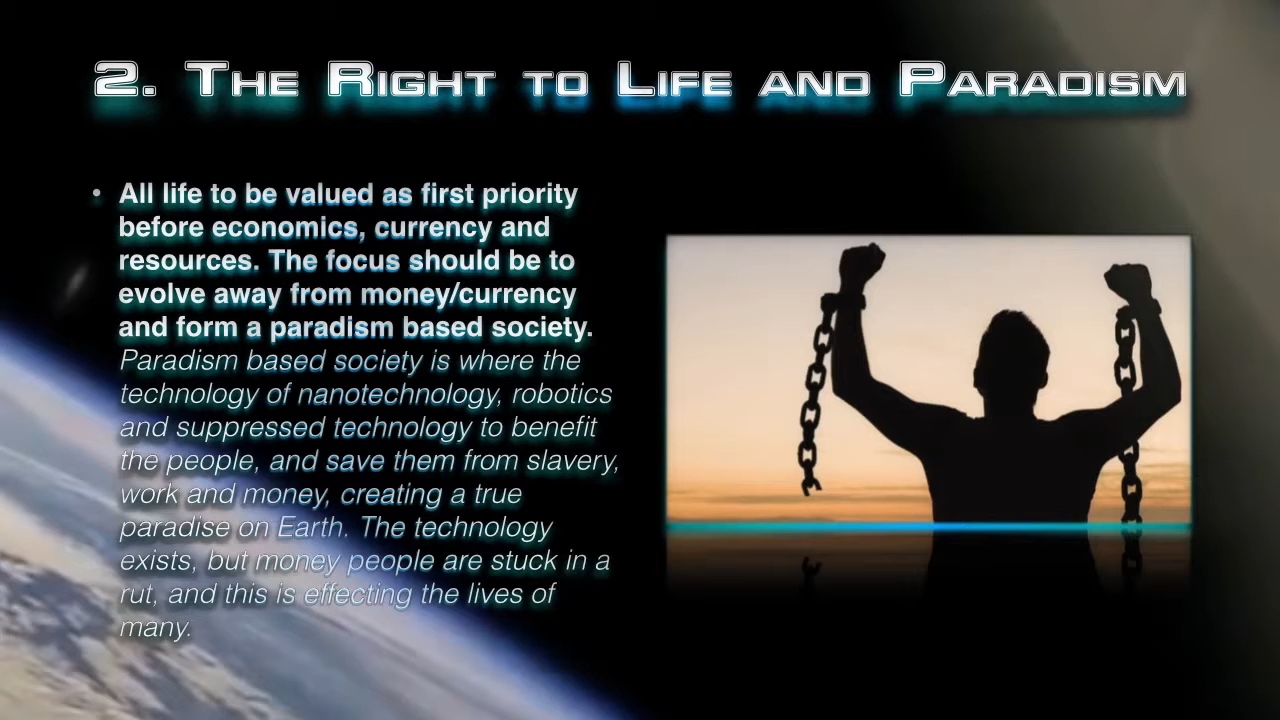 2. The Right to Life and Paradism
• All life to be valued as first priority
before economics, currency and
resources. The focus should be to
evolve away from money/currency
and form a paradism based society.
Paradism based society is where the
technology of nanotechnology, robotics
and suppressed technology to benefit
the people, and save them from slavery,
work and money, creating a true
paradise on Earth. The technology
exists, but money people are stuck in a
rut, and this is effecting the lives of
many.